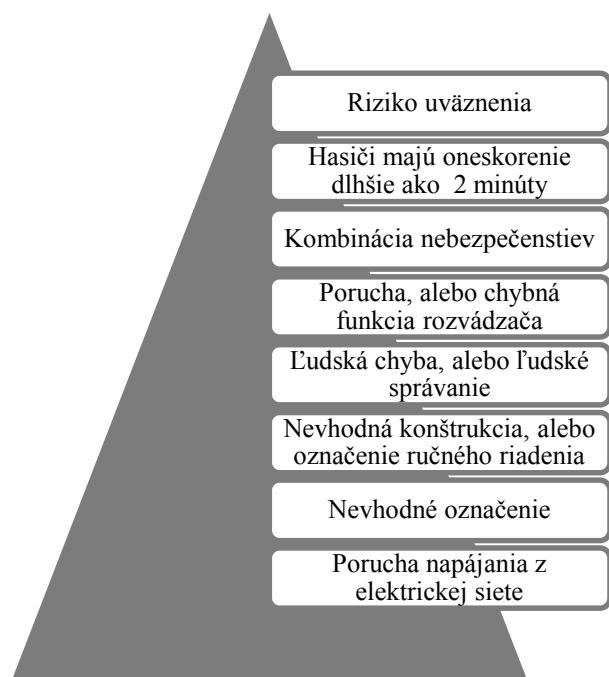 Riziko uväznenia
Hasiči majú oneskorenie
dlhšie ako 2 minúty
Kombinácia nebezpečenstiev
Porucha, alebo chybná
funkcia rozvádzača
Ľudská chyba, alebo ľudské
správanie
Nevhodná konštrukcia, alebo
označenie ručného riadenia
Nevhodné označenie
Porucha napájania z
elektrickej siete